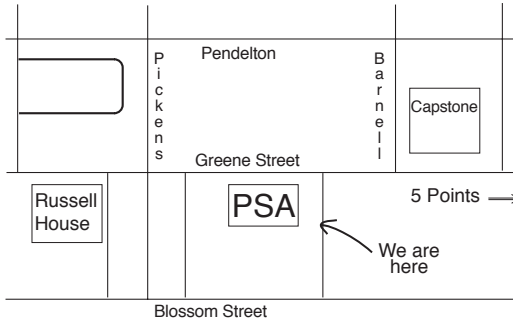 Pendelton
Pickens
Barnell
Capstone
Greene Street
Russell
House
PSA
5 Points
We are
here
Blossom Street